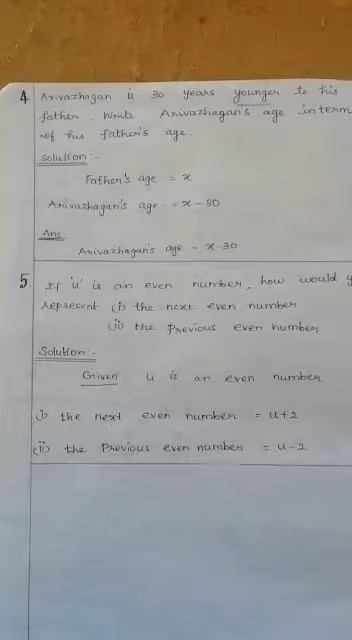 4 Arivazhagan is 30 years younger to his
father. Write Arivazhagan's age interm
of his father's age.
Solution :-
Father's age = x
Arivazhagan's age = x - 30
Ans:
Arivazhagan's age = x-30
5 If 'u' is an even number, how would y
represent (i) the next even number
(ii) the Previous even number
Solution :-
Given u is an even number
(i) the next even number = u+2
(ii) the Previous even number = u-2